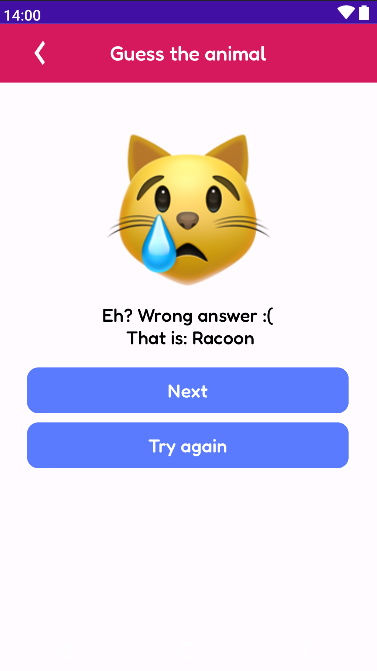 14:00
Guess the animal
Eh? Wrong answer :(
That is: Racoon
Next
Try again